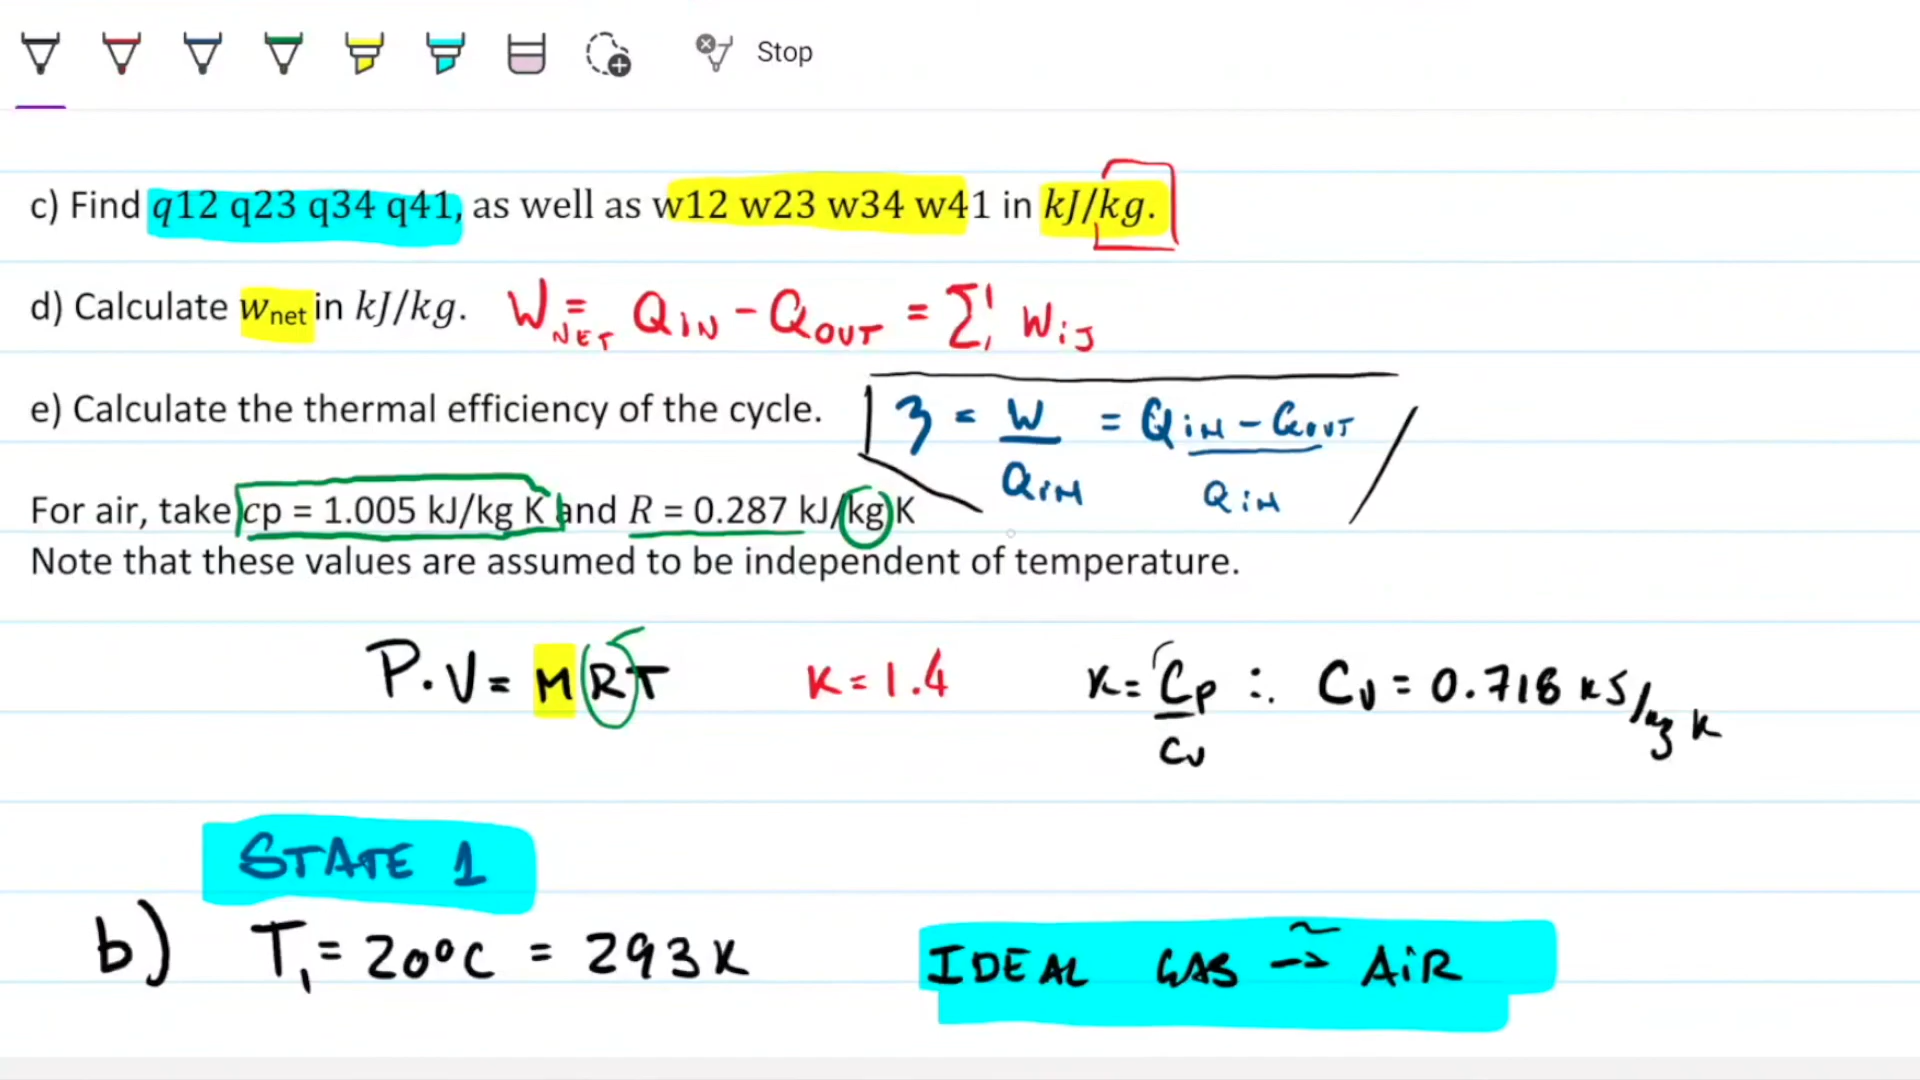 Stop
c) Find q12 q23 q34 q41, as well as w12 w23 w34 w41 in kJ/kg.
d) Calculate wnet in kJ/kg. WNET = QIN - QOUT = Σ Wij
e) Calculate the thermal efficiency of the cycle. η = W/QIN = QIN - QOUT/QIN
For air, take cp = 1.005 kJ/kg K and R = 0.287 kJ/kg K
Note that these values are assumed to be independent of temperature.
P.V = MRT K = 1.4 K = Cp/Cv ∴ Cv = 0.718 kJ/kg K
STATE 1
b) T1 = 20°C = 293K IDEAL GAS ~→ AiR